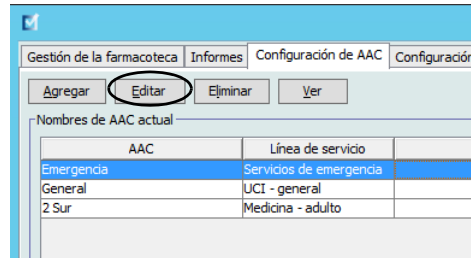 Gestión de la farmacoteca Informes Configuración de AAC Configuración
Agregar Editar Eliminar Ver
Nombres de AAC actual
AAC Línea de servicio
Emergencia Servicios de emergencia
General UCI - general
2 Sur Medicina - adulto